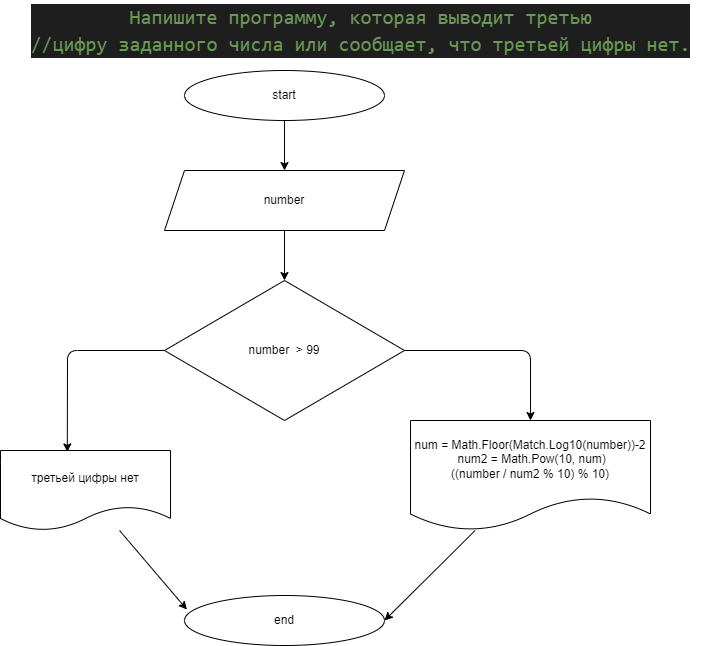 Напишите программу, которая выводит третью
//цифру заданного числа или сообщает, что третьей цифры нет.
start
number
number > 99
num = Math.Floor(Match.Log10(number))-2
num2 = Math.Pow(10, num)
((number / num2 % 10) % 10)
третьей цифры нет
end